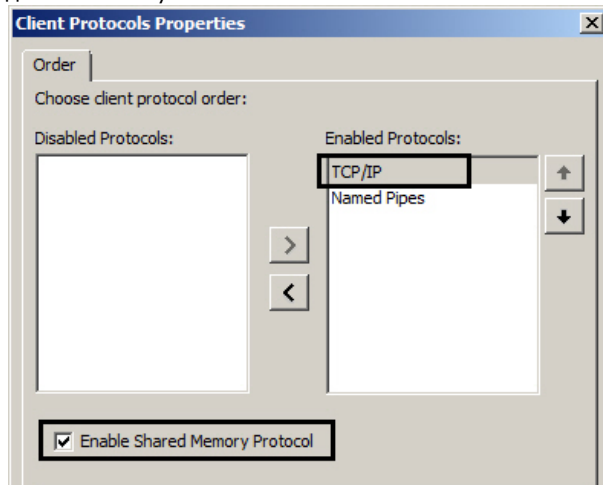 Client Protocols Properties
Order
Choose client protocol order:
Disabled Protocols:
Enabled Protocols:
TCP/IP
Named Pipes
Enable Shared Memory Protocol